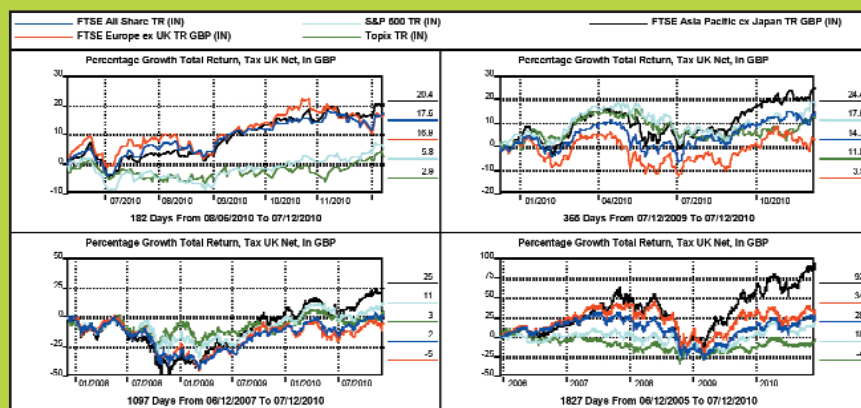 FTSE All Share TR (IN) S&P 500 TR (IN) FTSE Asia Pacific ex Japan TR GBP (IN)
FTSE Europe ex UK TR GBP (IN) Topix TR (IN)
Percentage Growth Total Return, Tax UK Net, In GBP
30
20
10
0
-10
20.4
17.5
16.9
5.8
2.9
07/2010 08/2010 09/2010 10/2010 11/2010
182 Days From 08/06/2010 To 07/12/2010
Percentage Growth Total Return, Tax UK Net, In GBP
30
20
10
0
-10
-20
24.4
01/2010 04/2010 07/2010 10/2010
365 Days From 07/12/2009 To 07/12/2010
Percentage Growth Total Return, Tax UK Net, In GBP
50
25
0
-25
-50
25
11
3
2
-5
01/2008 07/2008 01/2009 07/2009 01/2010 07/2010
1097 Days From 06/12/2007 To 07/12/2010
Percentage Growth Total Return, Tax UK Net, In GBP
100
75
50
25
0
-25
-50
2006 2007 2008 2009 2010
1827 Days From 06/12/2005 To 07/12/2010